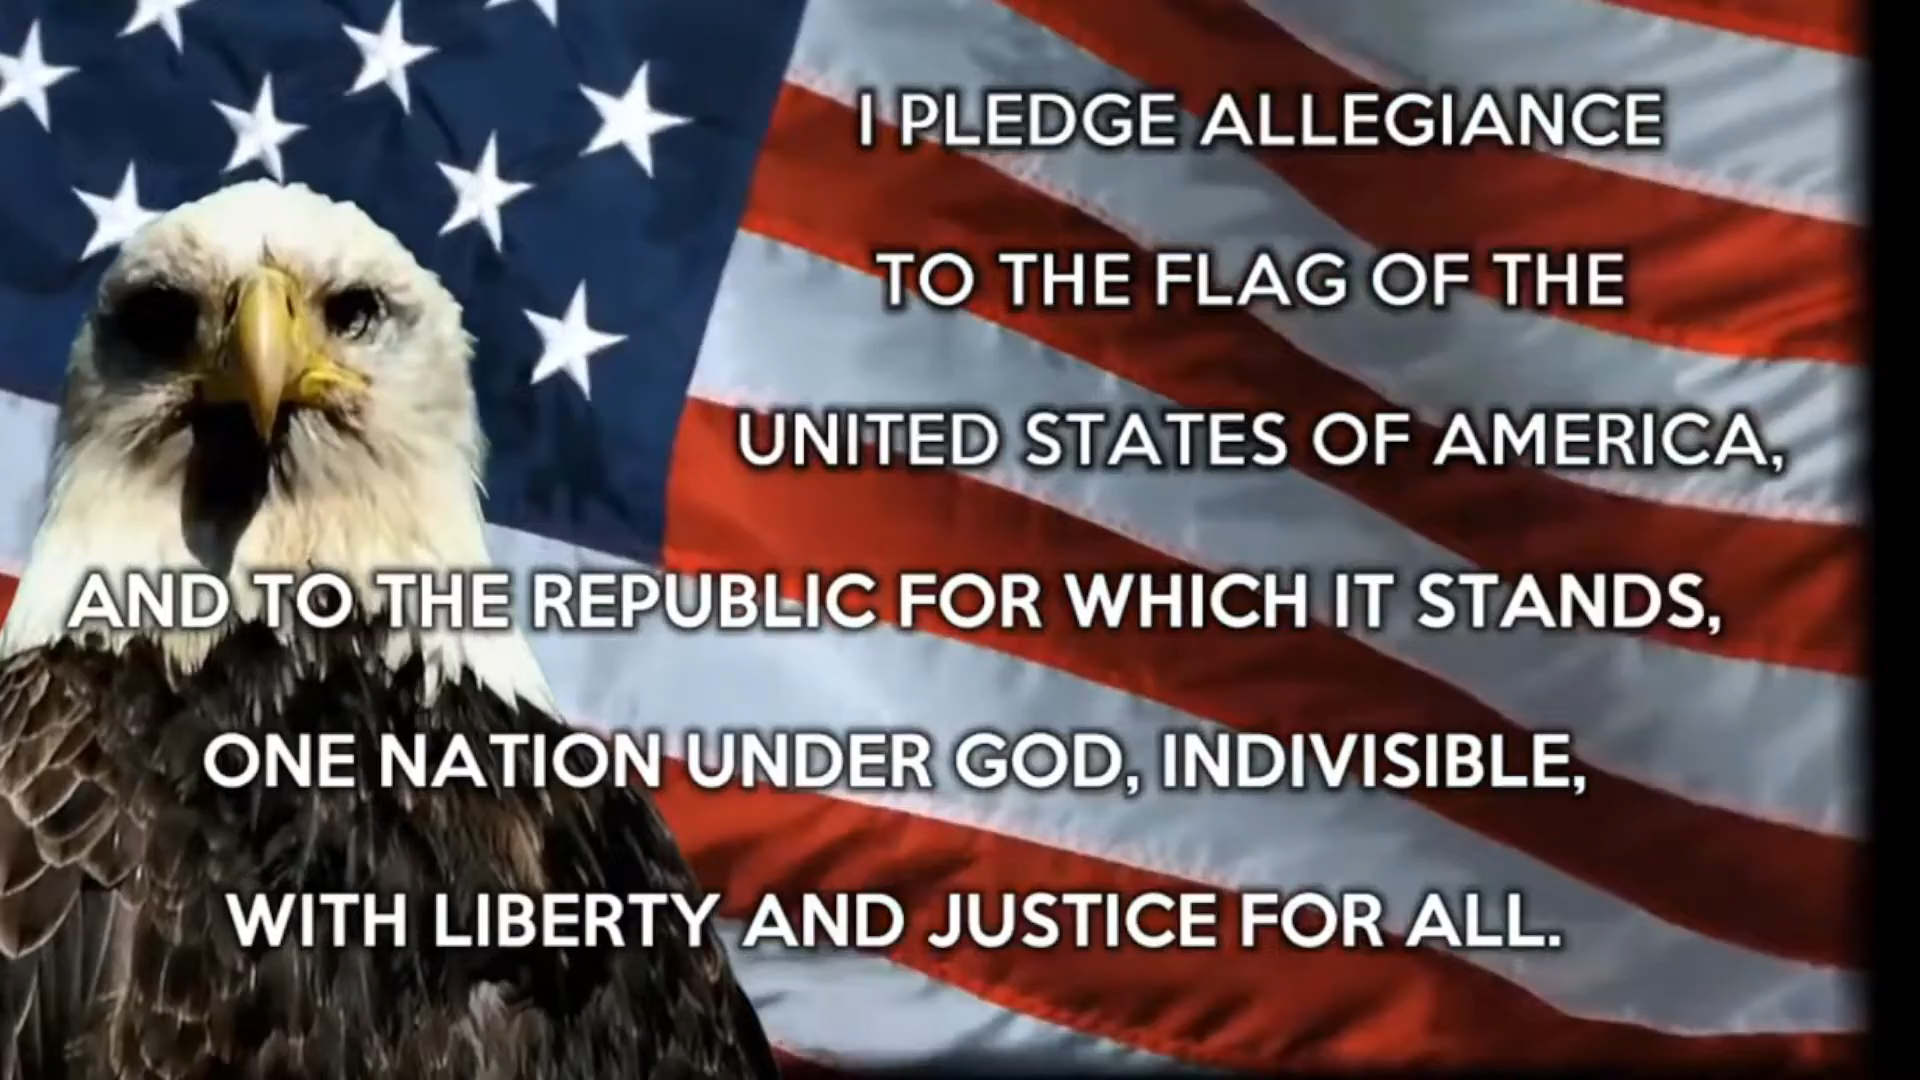 I PLEDGE ALLEGIANCE
TO THE FLAG OF THE
UNITED STATES OF AMERICA,
AND TO THE REPUBLIC FOR WHICH IT STANDS,
ONE NATION UNDER GOD, INDIVISIBLE,
WITH LIBERTY AND JUSTICE FOR ALL.